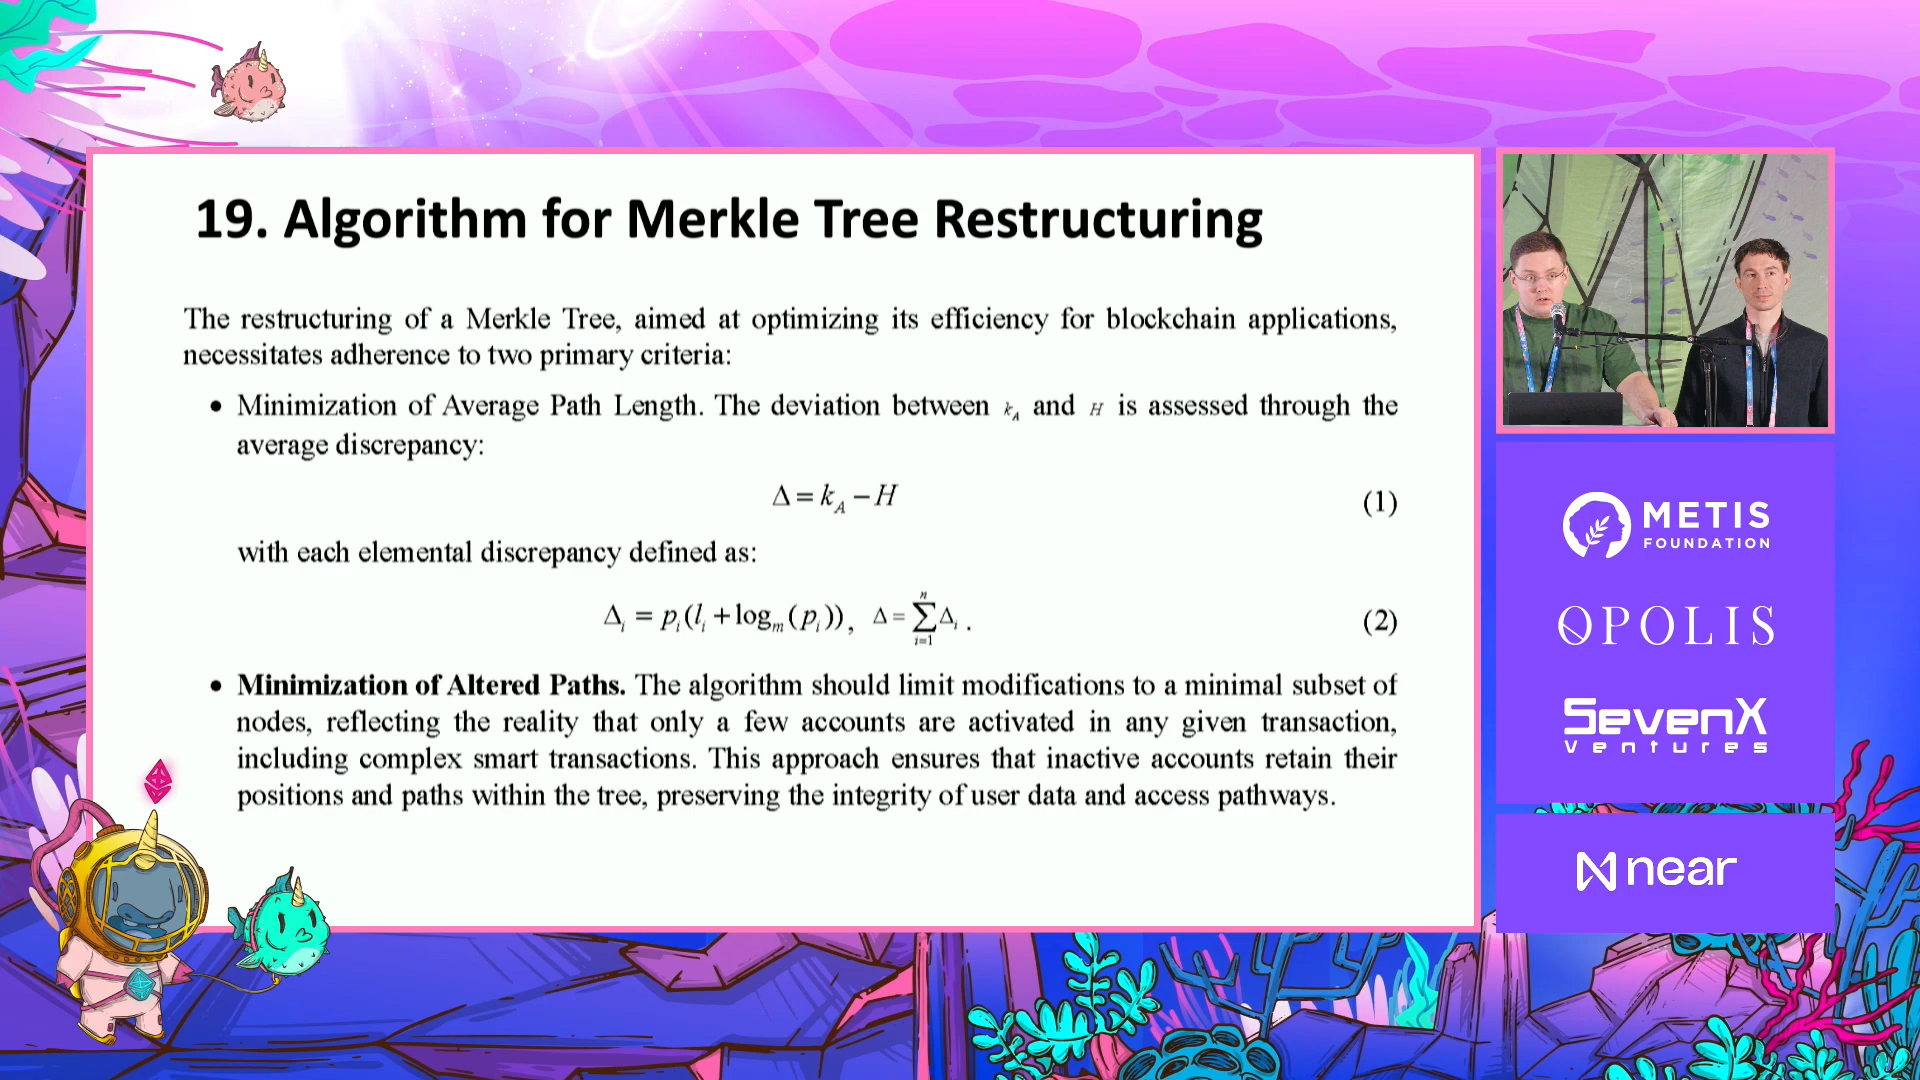 19. Algorithm for Merkle Tree Restructuring
The restructuring of a Merkle Tree, aimed at optimizing its efficiency for blockchain applications,
necessitates adherence to two primary criteria:
• Minimization of Average Path Length. The deviation between k_A and H is assessed through the
average discrepancy:
Δ = k_A − H (1)
with each elemental discrepancy defined as:
Δ_i = p_i(l_i + log_m(p_i)), Δ = ∑_{i=1}^{n} Δ_i. (2)
• Minimization of Altered Paths. The algorithm should limit modifications to a minimal subset of
nodes, reflecting the reality that only a few accounts are activated in any given transaction,
including complex smart transactions. This approach ensures that inactive accounts retain their
positions and paths within the tree, preserving the integrity of user data and access pathways.
METIS
FOUNDATION
OPOLIS
SevenX
Ventures
near